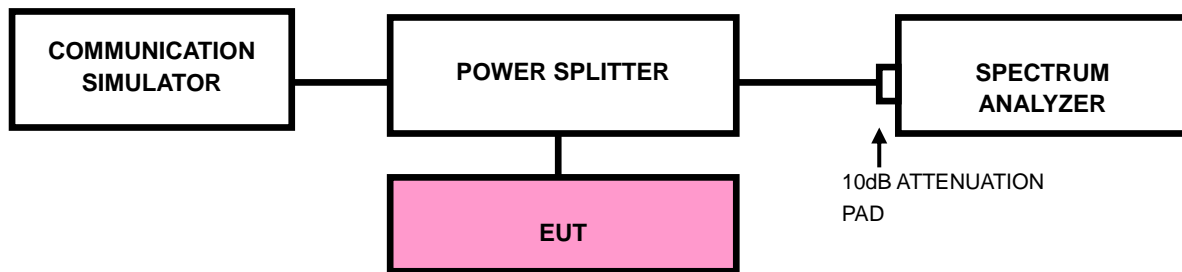 COMMUNICATION
SIMULATOR
POWER SPLITTER
SPECTRUM
ANALYZER
10dB ATTENUATION
PAD
EUT